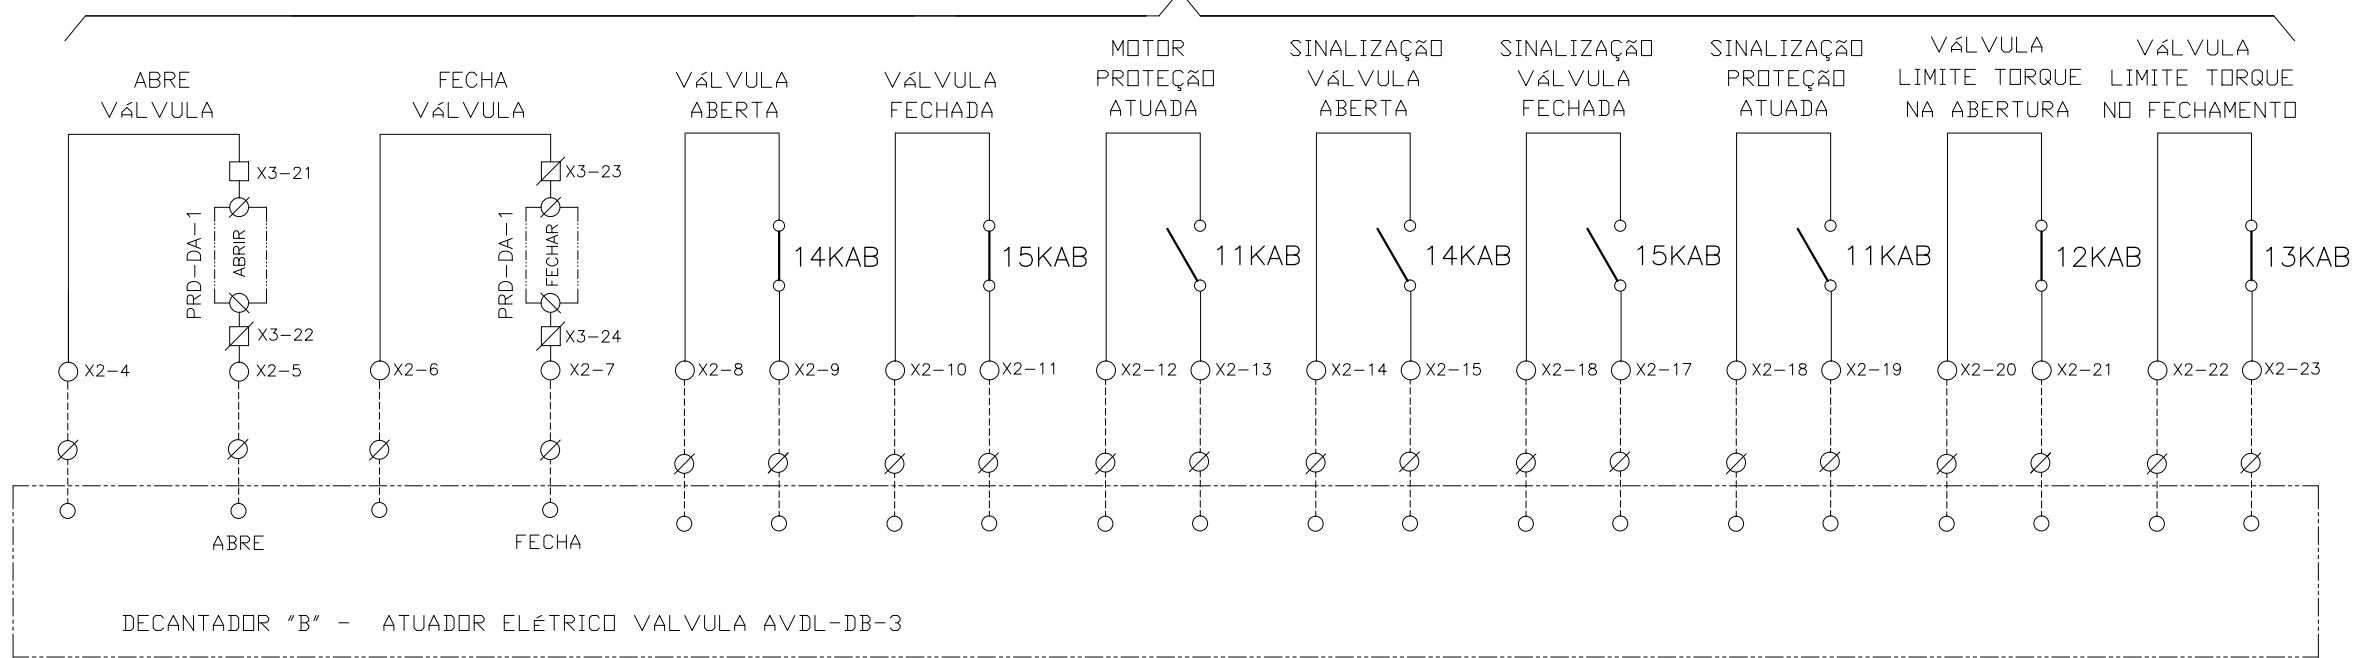 ABRE
VáLVULA
FECHA
VáLVULA
VáLVULA
ABERTA
VáLVULA
FECHADA
MOTOR
PROTEÇãO
ATUADA
SINALIZAÇãO
VáLVULA
ABERTA
SINALIZAÇãO
VáLVULA
FECHADA
SINALIZAÇãO
PROTEÇãO
ATUADA
VáLVULA
LIMITE TORQUE
NA ABERTURA
VáLVULA
LIMITE TORQUE
NO FECHAMENTO
X3-21
X3-23
PRD-DA-1
ABRIR
PRD-DA-1
FECHAR
14KAB
15KAB
11KAB
14KAB
15KAB
11KAB
12KAB
13KAB
X3-22
X3-24
X2-4
X2-5
X2-6
X2-7
X2-8
X2-9
X2-10
X2-11
X2-12
X2-13
X2-14
X2-15
X2-18
X2-17
X2-18
X2-19
X2-20
X2-21
X2-22
X2-23
ABRE
FECHA
DECANTADOR "B" - ATUADOR ELéTRICO VALVULA AVDL-DB-3